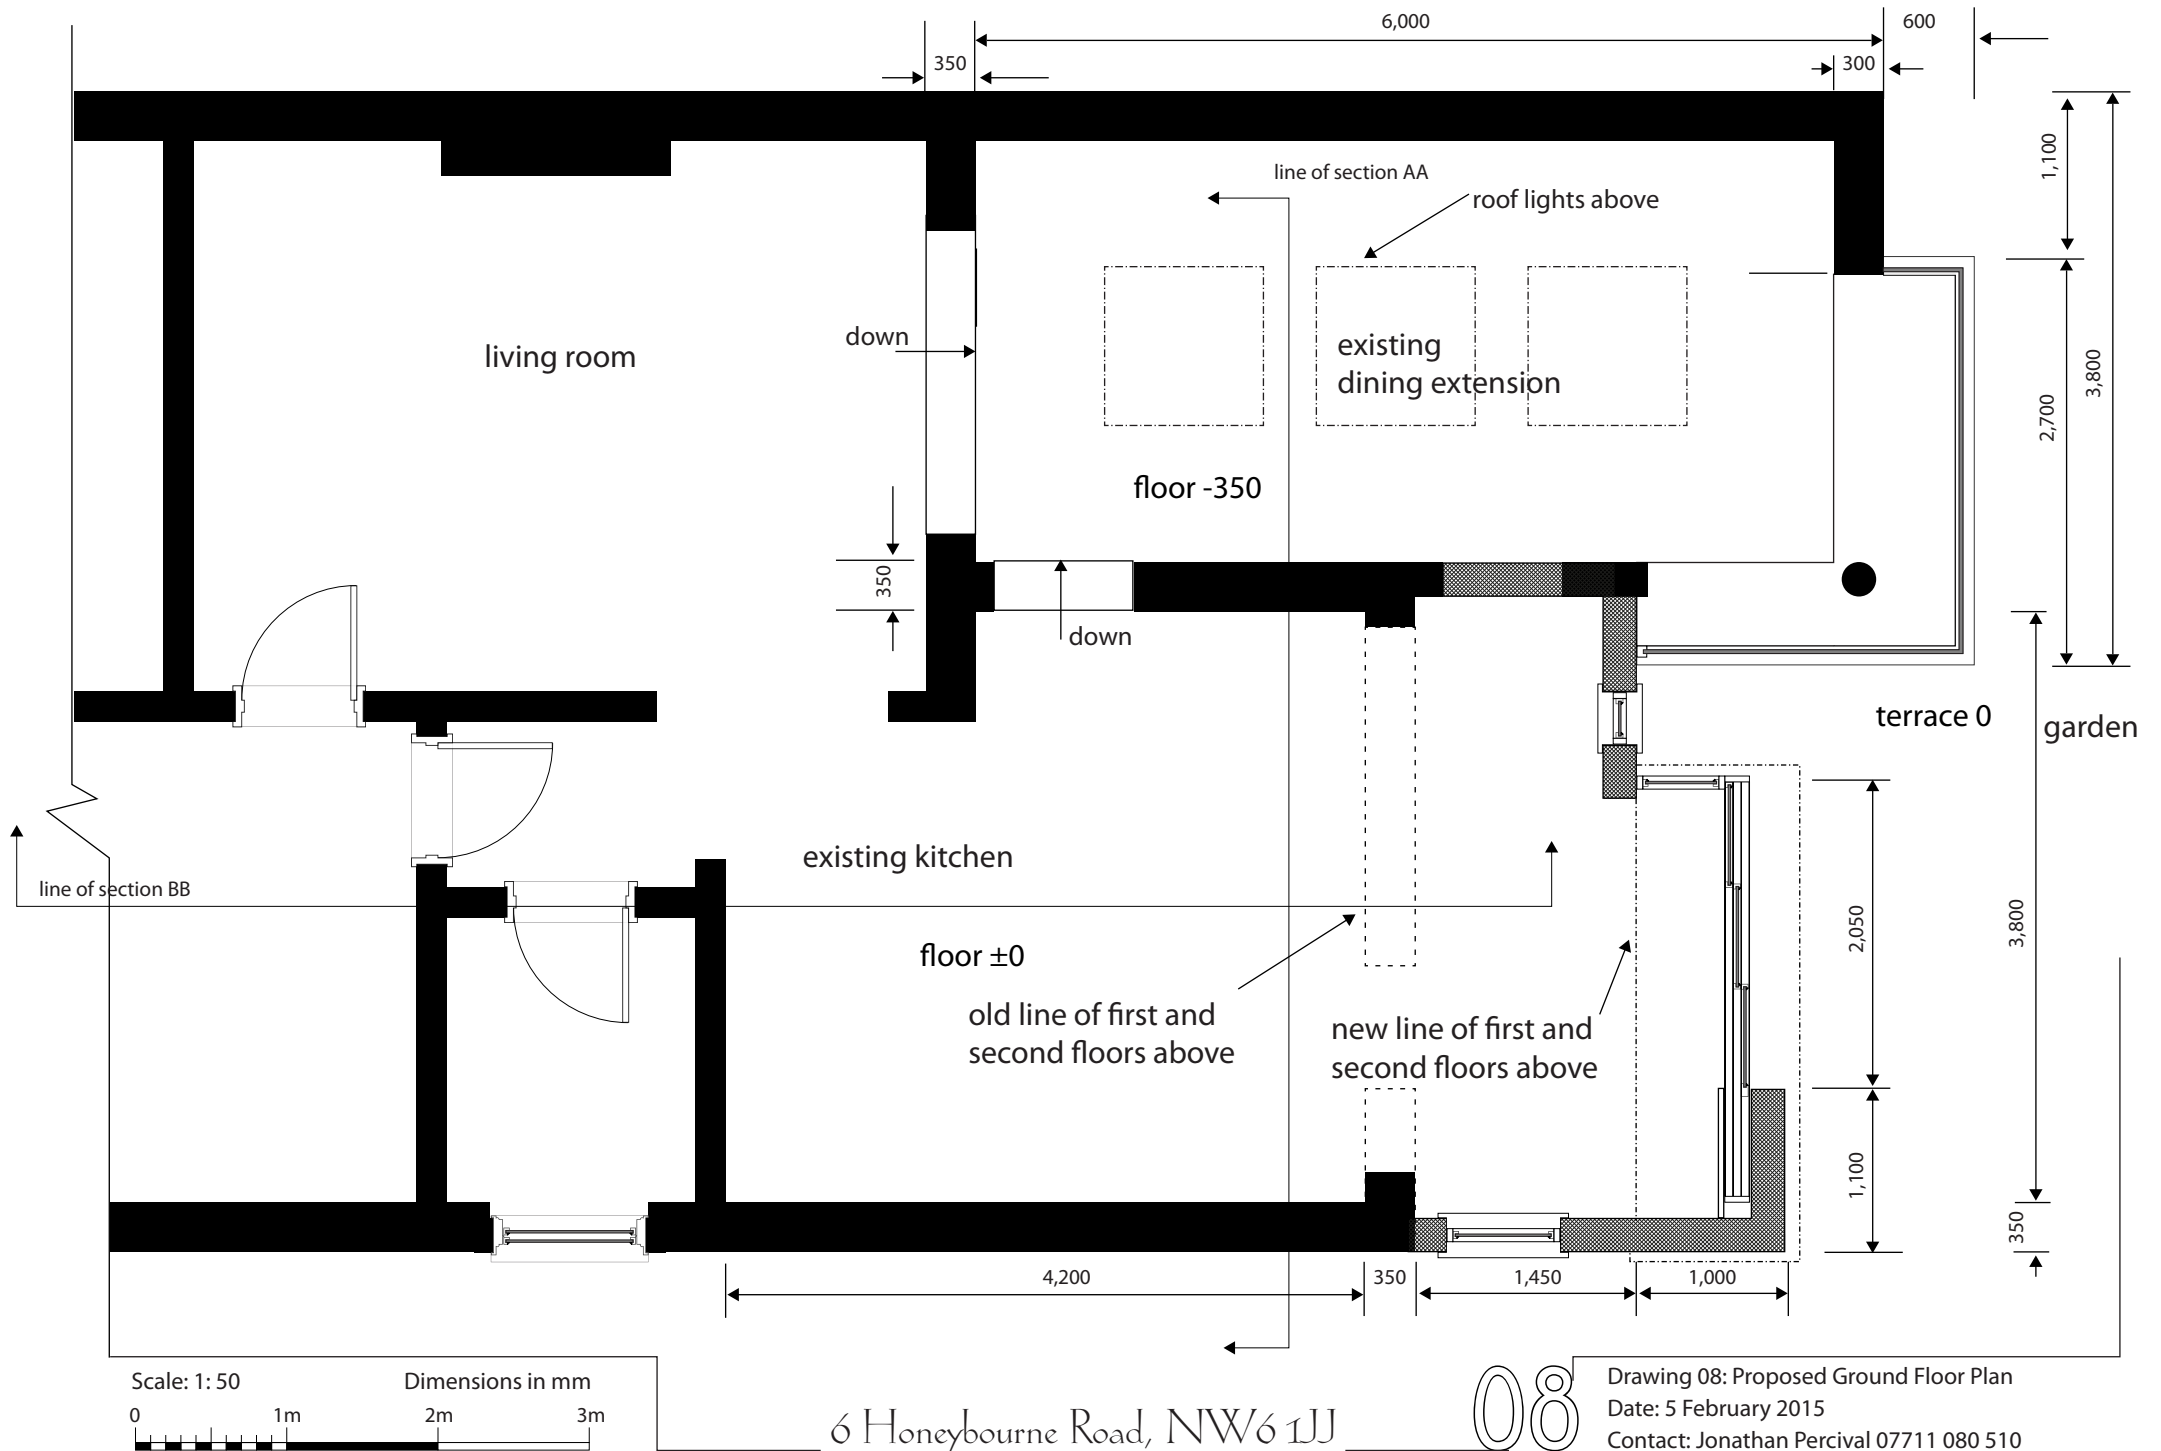 6,000
600
350
300
line of section AA
roof lights above
1,100
living room
down
existing
dining extension
3,800
2,700
floor -350
350
down
terrace 0
garden
existing kitchen
line of section BB
floor ±0
2,050
3,800
old line of first and
second floors above
new line of first and
second floors above
1,100
350
4,200
350
1,450
1,000
Scale: 1: 50
Dimensions in mm
0
1m
2m
3m
6 Honeybourne Road, NW6 1JJ
08
Drawing 08: Proposed Ground Floor Plan
Date: 5 February 2015
Contact: Jonathan Percival 07711 080 510